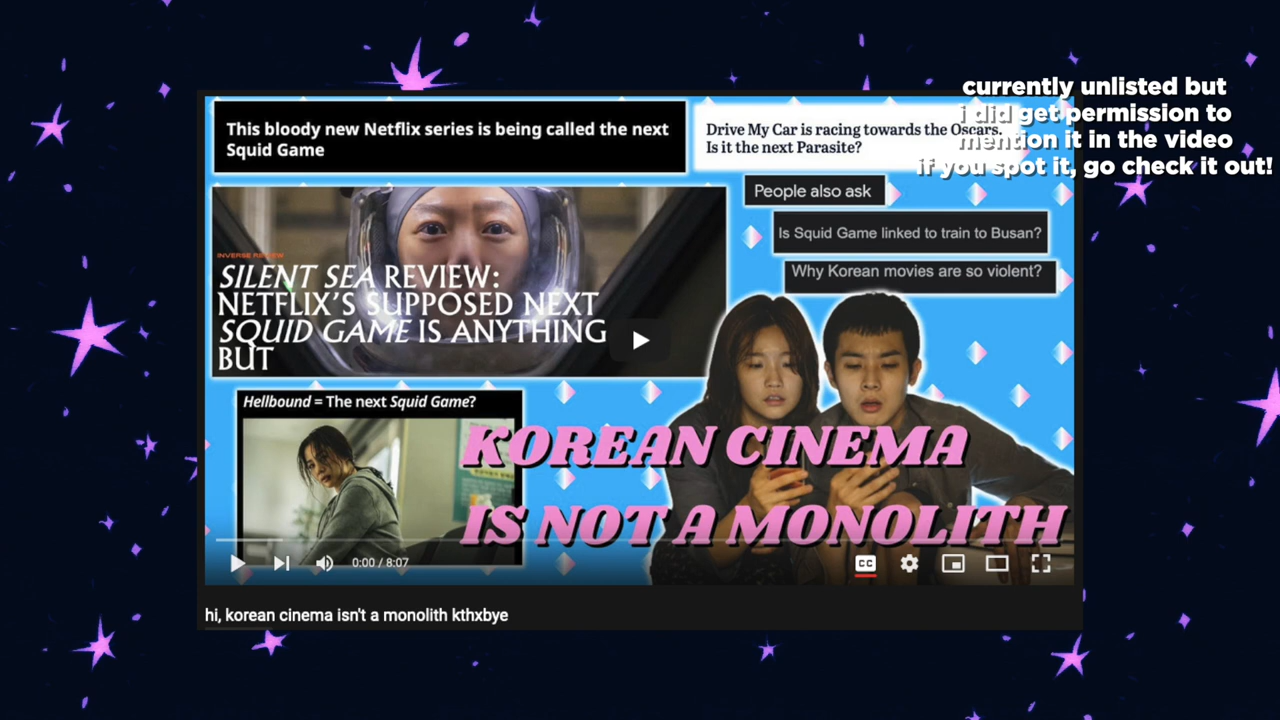 currently unlisted but
i did get permission to
mention it in the video
if you spot it, go check it out!
This bloody new Netflix series is being called the next
Squid Game
Drive My Car is racing towards the Oscars.
Is it the next Parasite?
People also ask
Is Squid Game linked to train to Busan?
Why Korean movies are so violent?
INVERSE REVIEW
SILENT SEA REVIEW:
NETFLIX'S SUPPOSED NEXT
SQUID GAME IS ANYTHING
BUT
Hellbound = The next Squid Game?
KOREAN CINEMA
IS NOT A MONOLITH
0:00 / 8:07
CC
hi, korean cinema isn't a monolith kthxbye